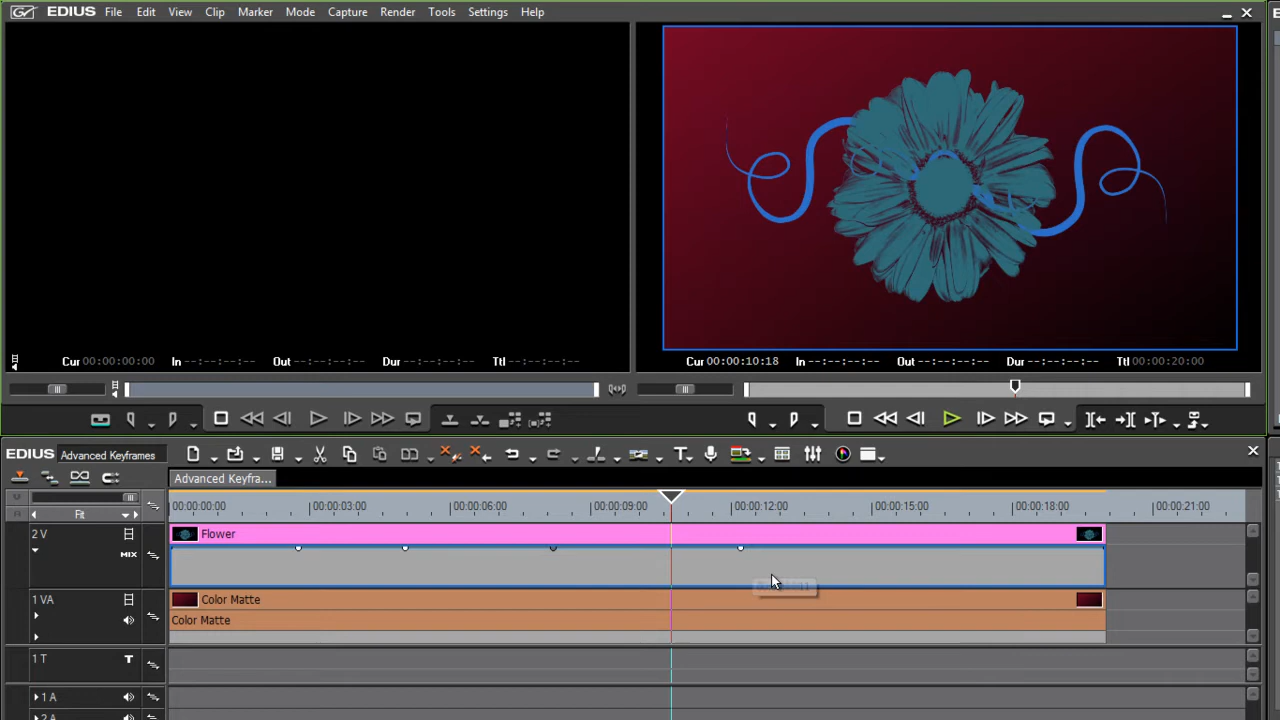 EDIUS File Edit View Clip Marker Mode Capture Render Tools Settings Help
Cur 00:00:00:00 In --:--:--:-- Out --:--:--:-- Dur --:--:--:-- Ttl --:--:--:--
Cur 00:00:10:18 In --:--:--:-- Out --:--:--:-- Dur --:--:--:-- Ttl 00:00:20:00
EDIUS Advanced Keyframes
Advanced Keyfra...
V
A
Fit
00:00:00:00 00:00:03:00 00:00:06:00 00:00:09:00 00:00:12:00 00:00:15:00 00:00:18:00 00:00:21:00
2 V Flower
MIX
1 VA Color Matte
Color Matte
1 T T
1 A
2 A